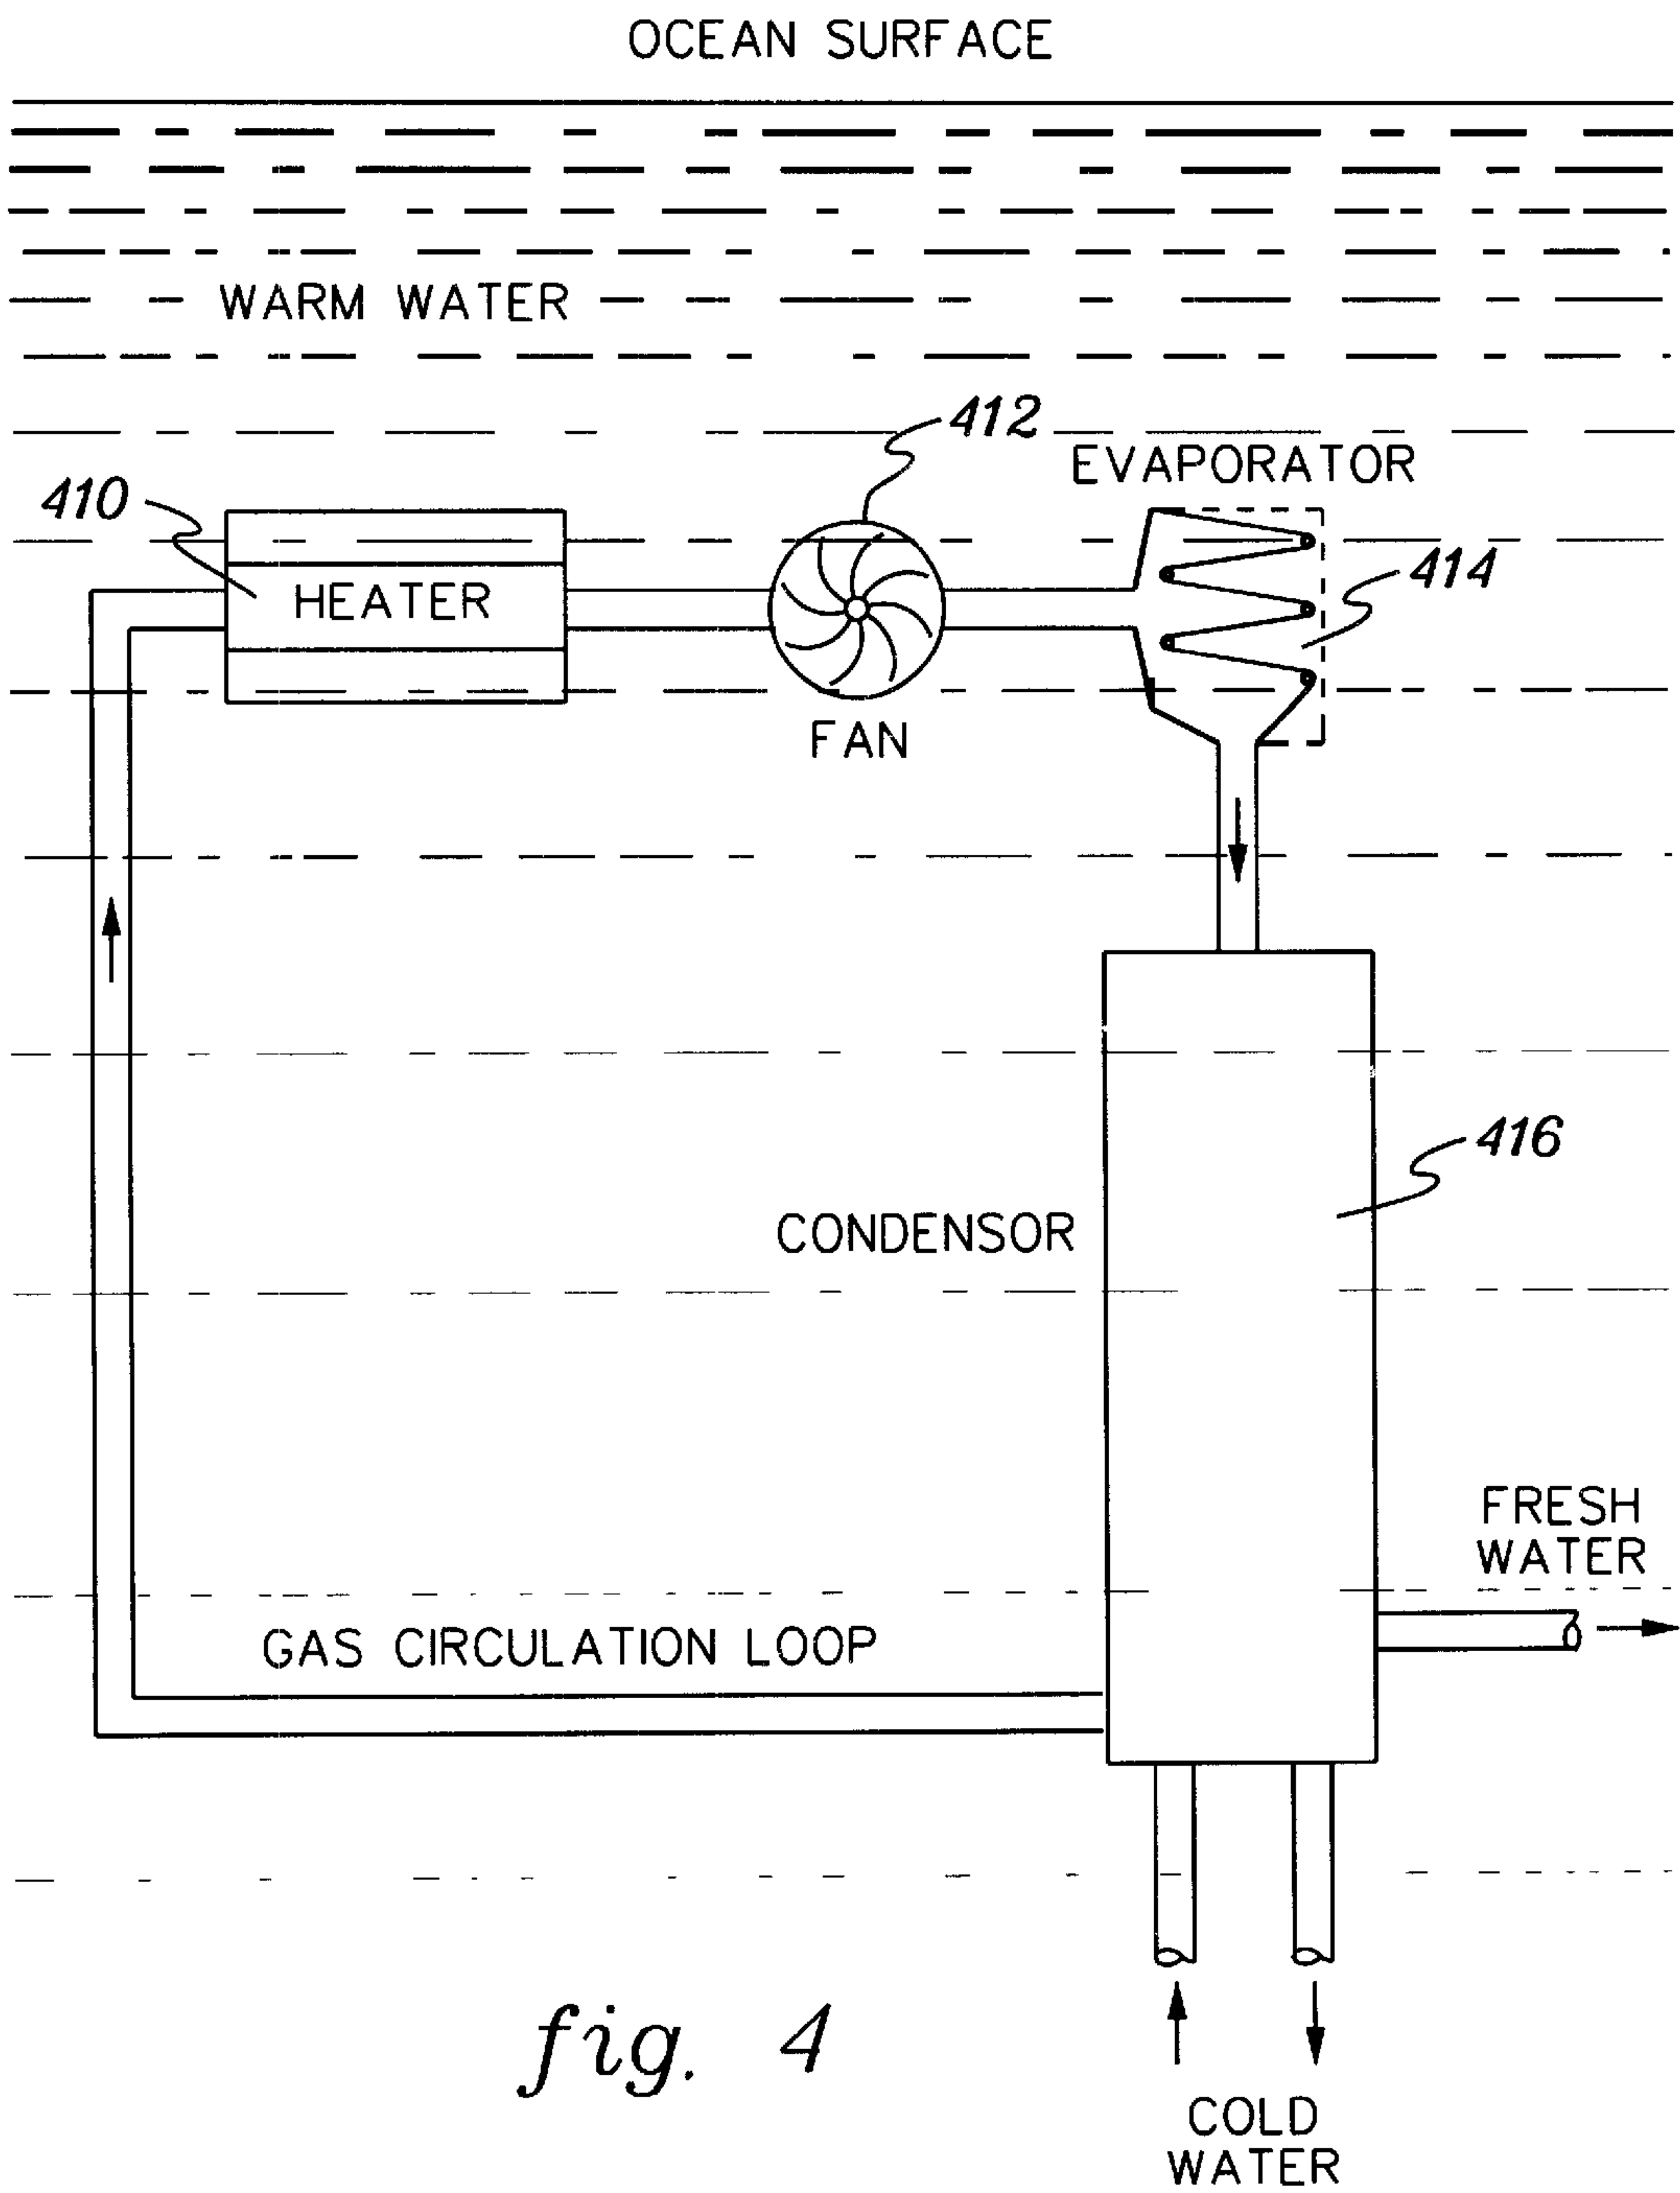 OCEAN SURFACE
WARM WATER
412
EVAPORATOR
410
HEATER
414
FAN
416
CONDENSOR
FRESH
WATER
GAS CIRCULATION LOOP
fig. 4
COLD
WATER